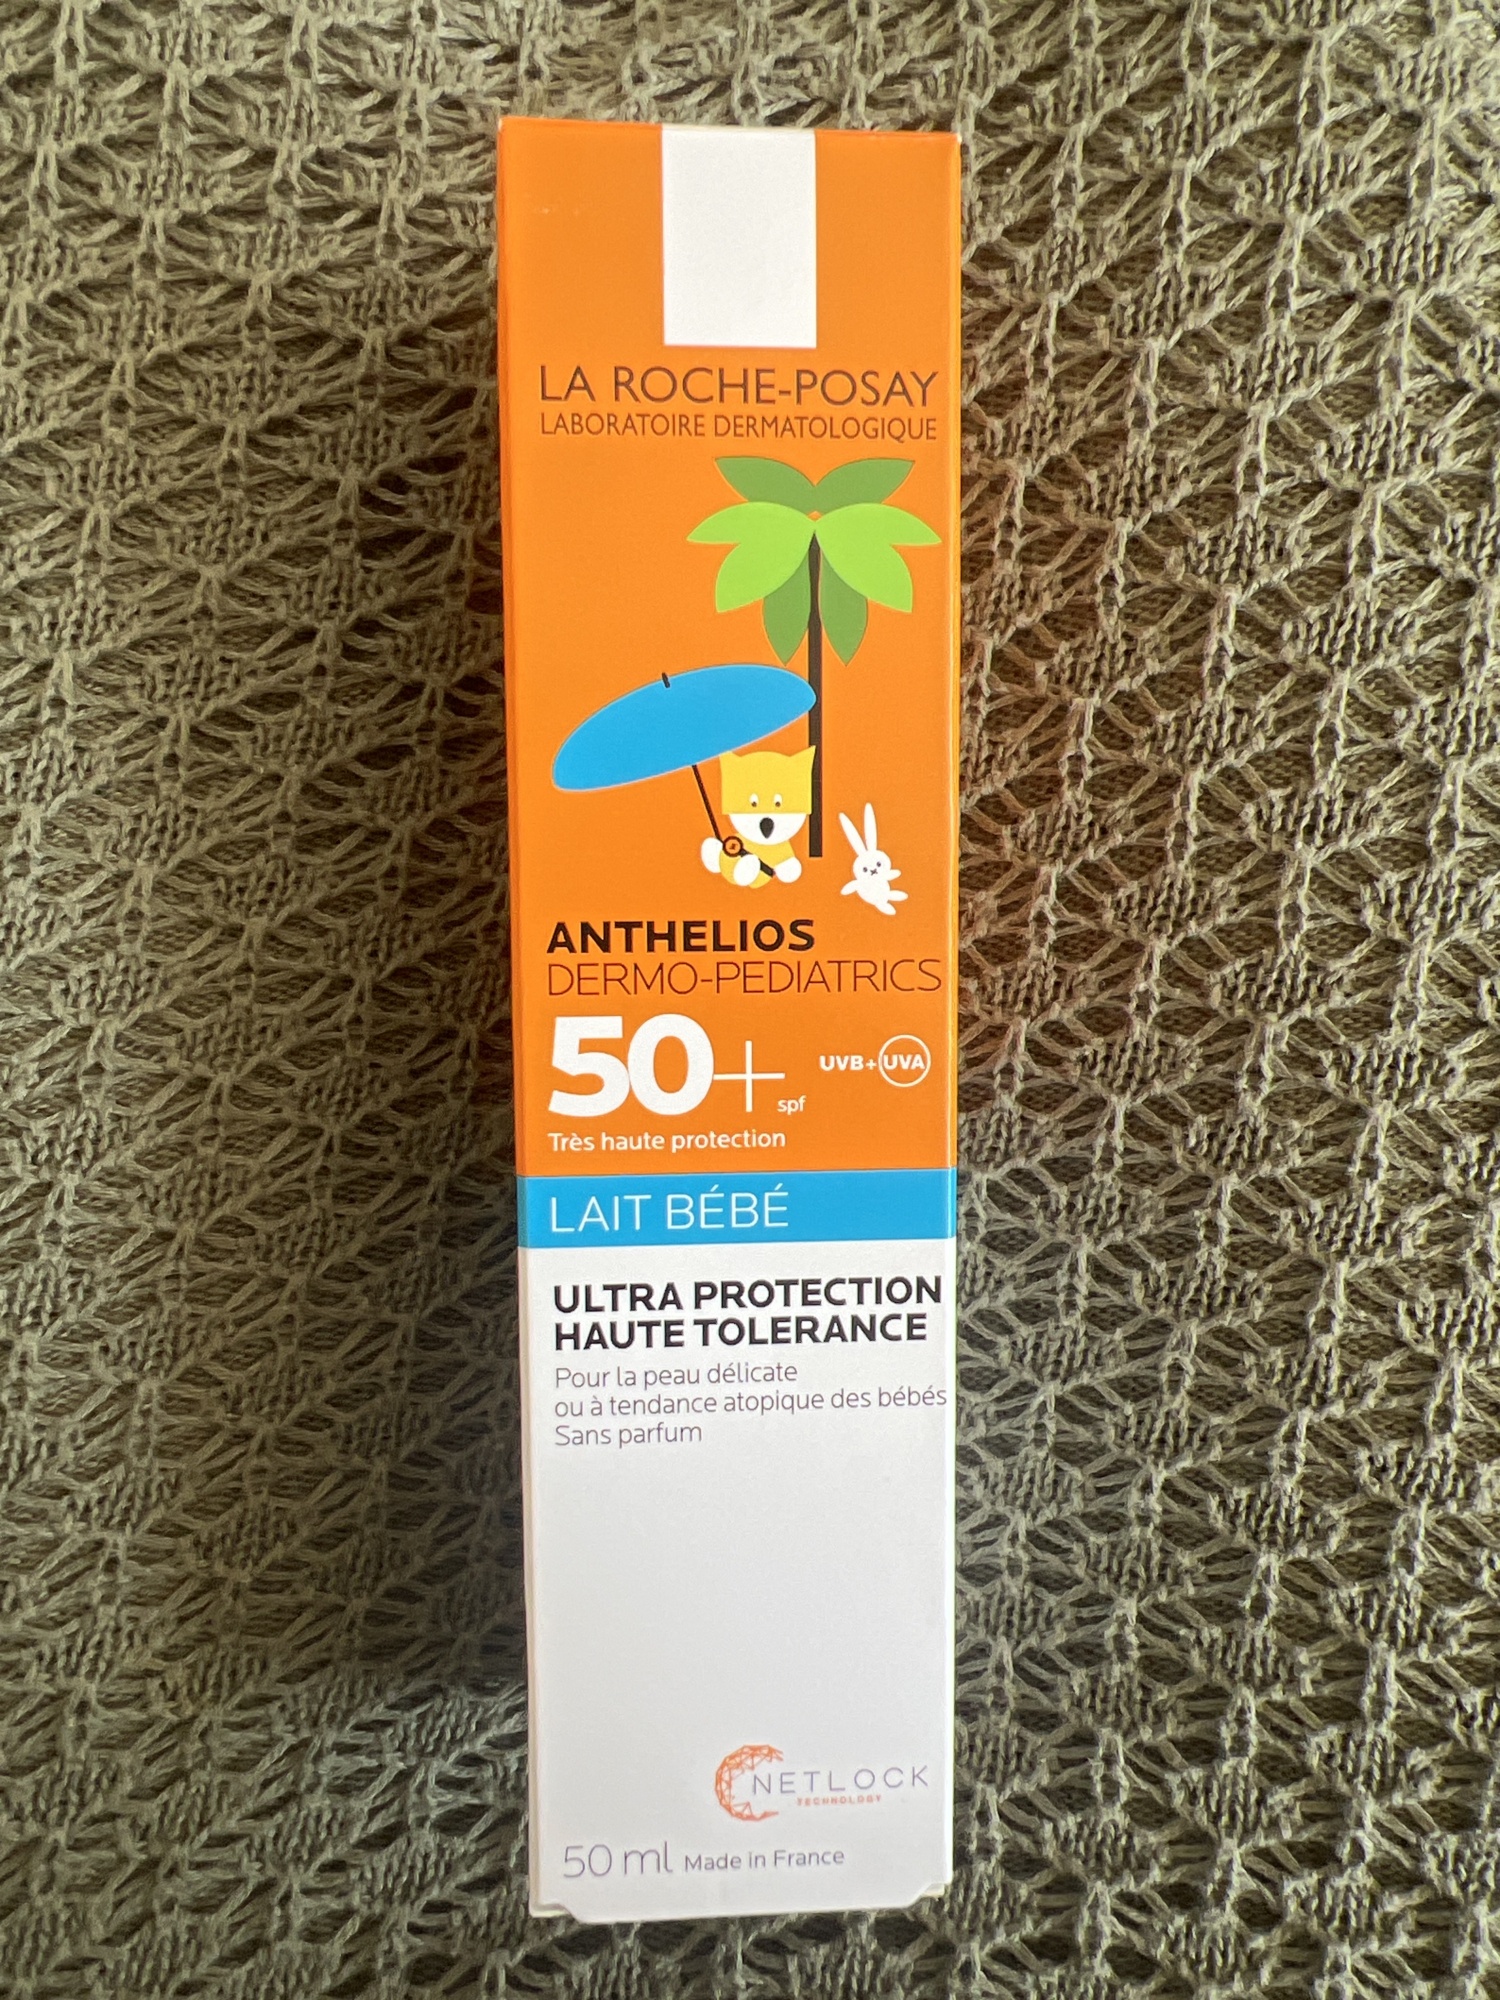 LA ROCHE-POSAY
LABORATOIRE DERMATOLOGIQUE
ANTHELIOS
DERMO-PEDIATRICS
50+ spf UVB+UVA
Très haute protection
LAIT BÉBÉ
ULTRA PROTECTION
HAUTE TOLERANCE
Pour la peau délicate
ou à tendance atopique des bébés
Sans parfum
NETLOCK
TECHNOLOGY
50 ml Made in France